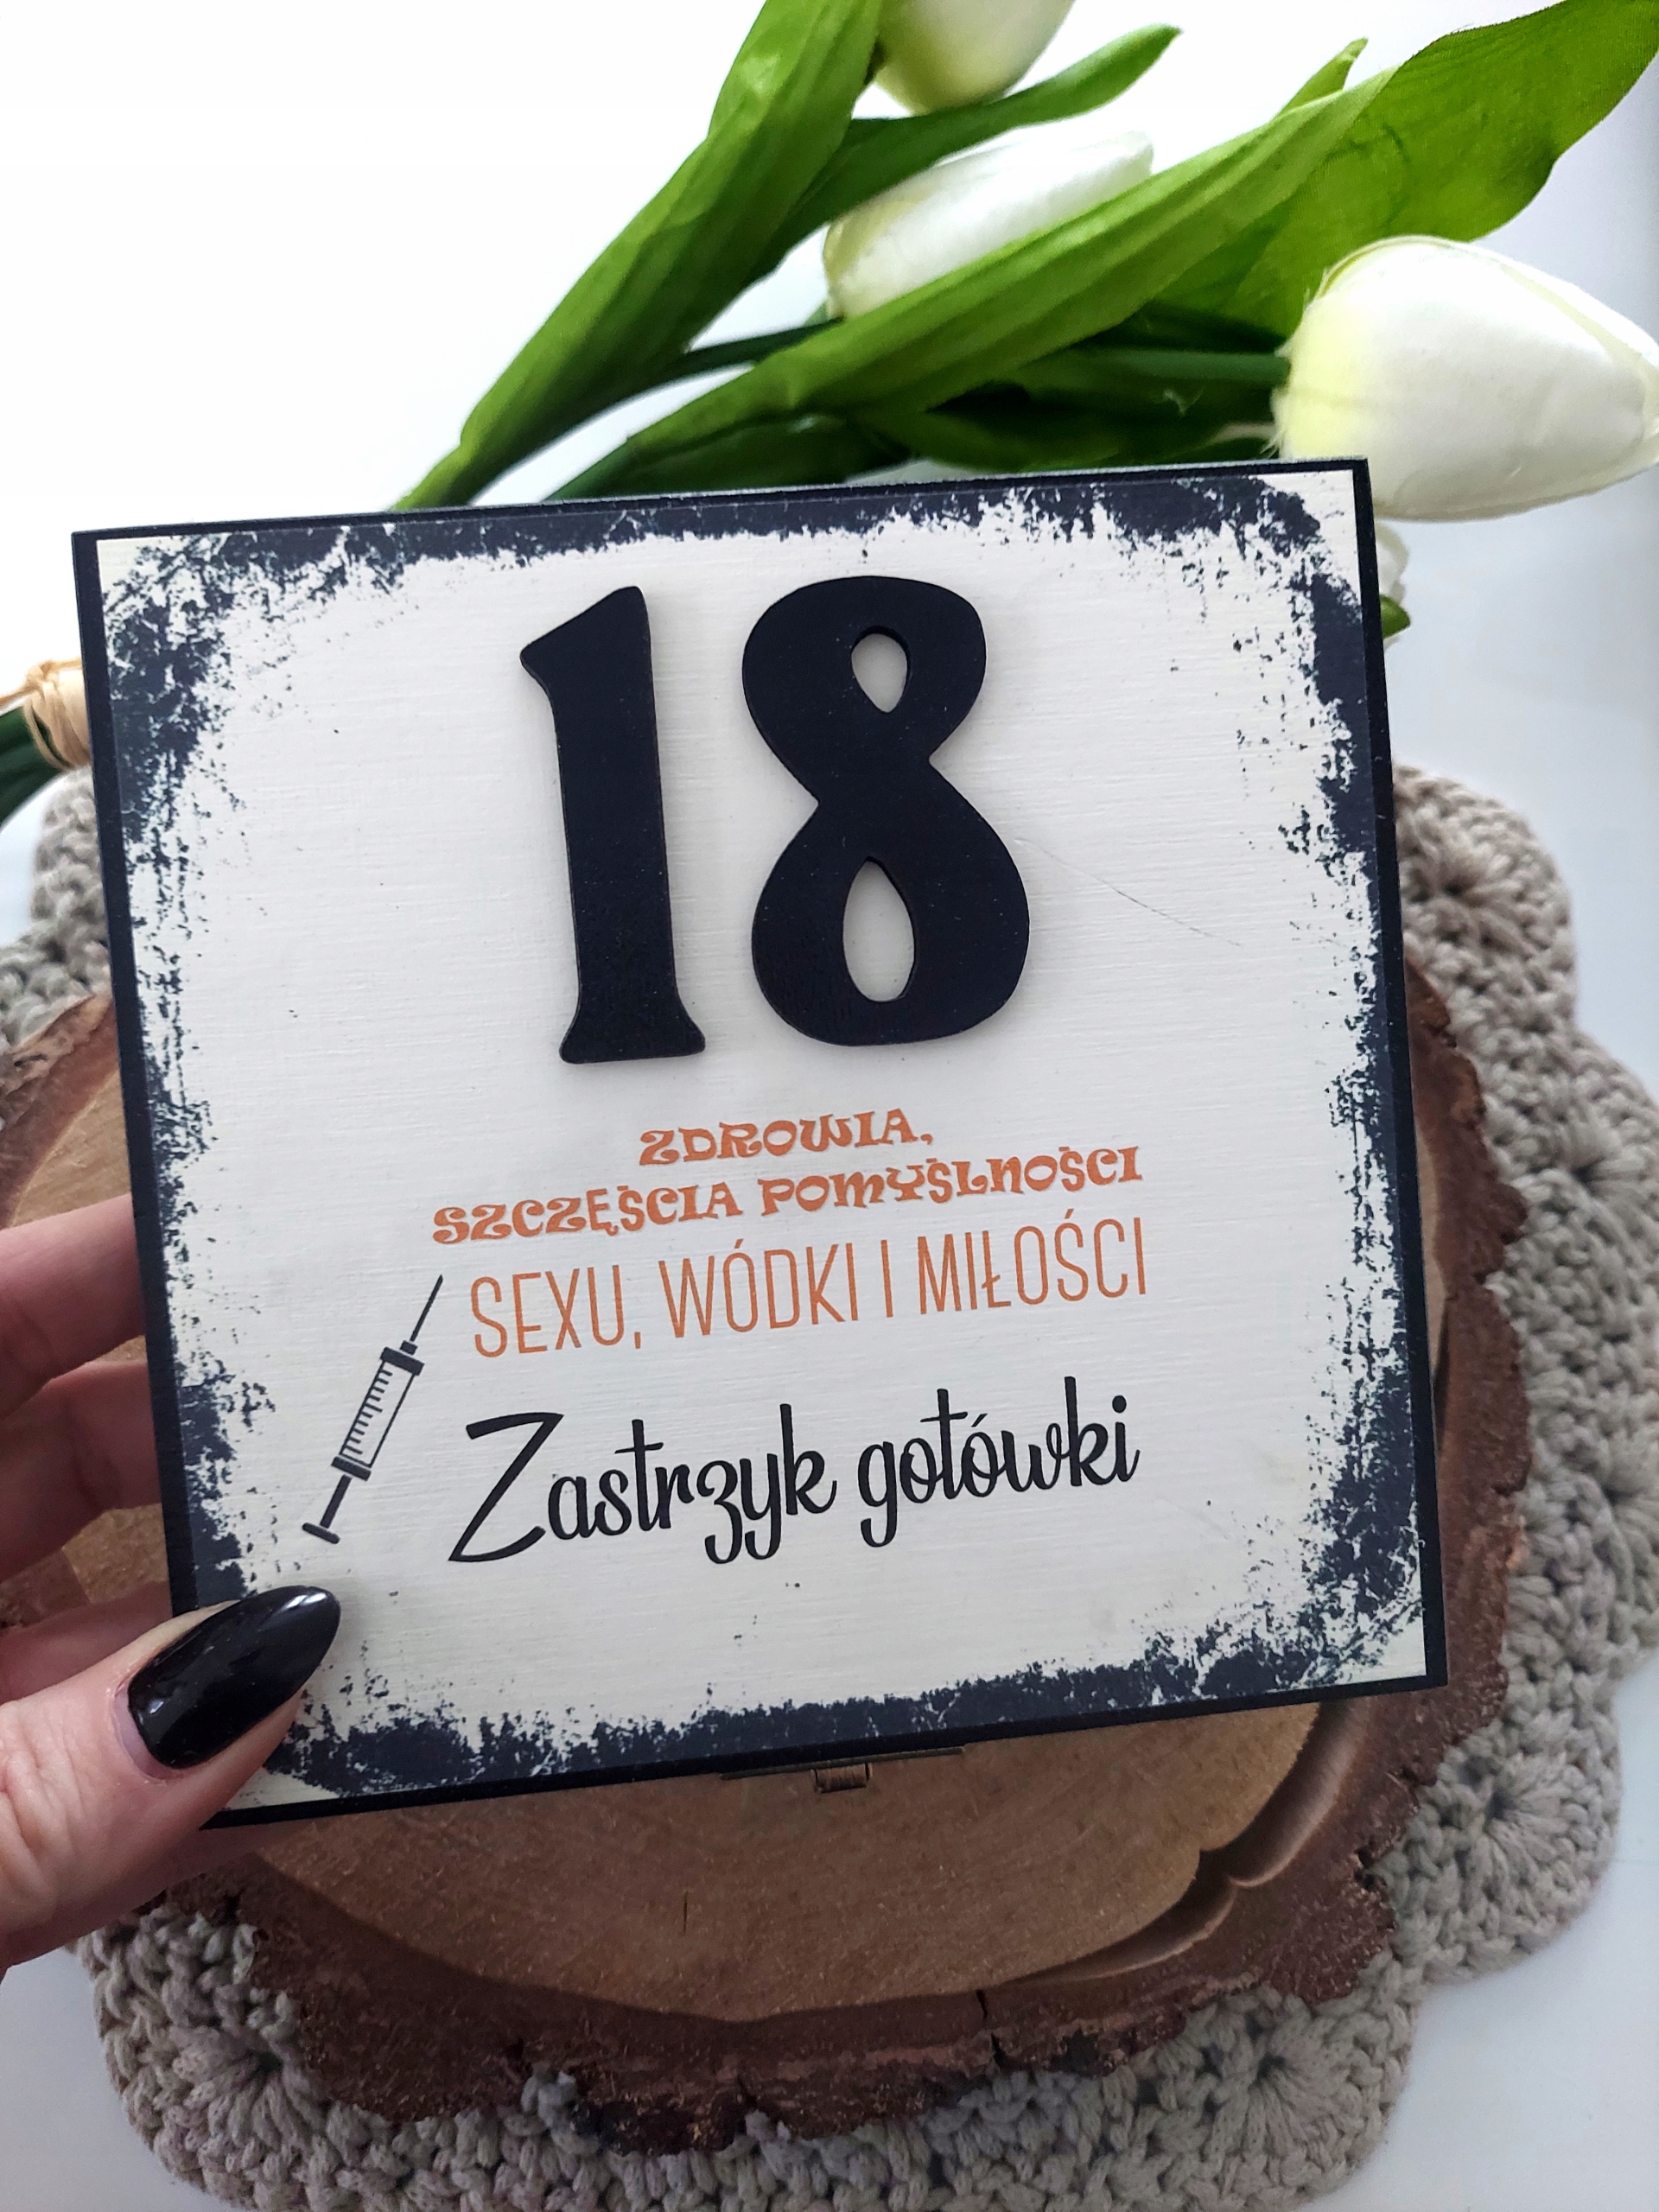 18
ZDROWIA,
SZCZĘŚCIA POMYŚLNOŚCI
SEXU, WÓDKI I MIŁOŚCI
Zastrzyk gotówki